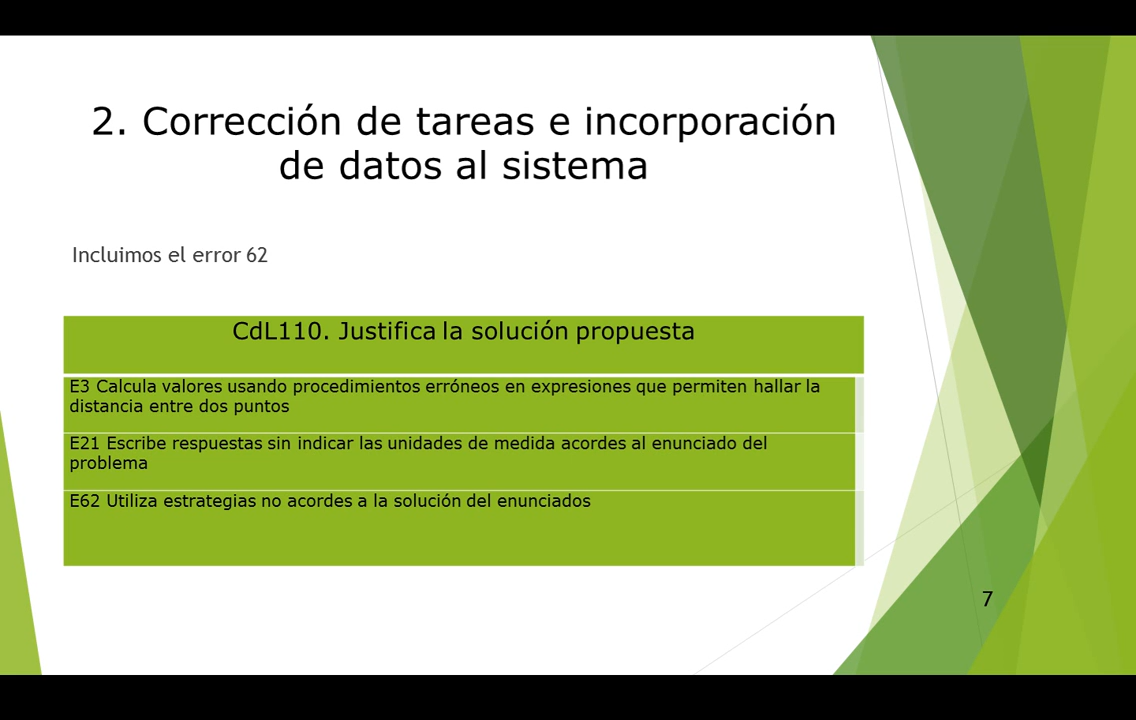 2. Corrección de tareas e incorporación
de datos al sistema
Incluimos el error 62
CdL110. Justifica la solución propuesta
E3 Calcula valores usando procedimientos erróneos en expresiones que permiten hallar la
distancia entre dos puntos
E21 Escribe respuestas sin indicar las unidades de medida acordes al enunciado del
problema
E62 Utiliza estrategias no acordes a la solución del enunciados
7